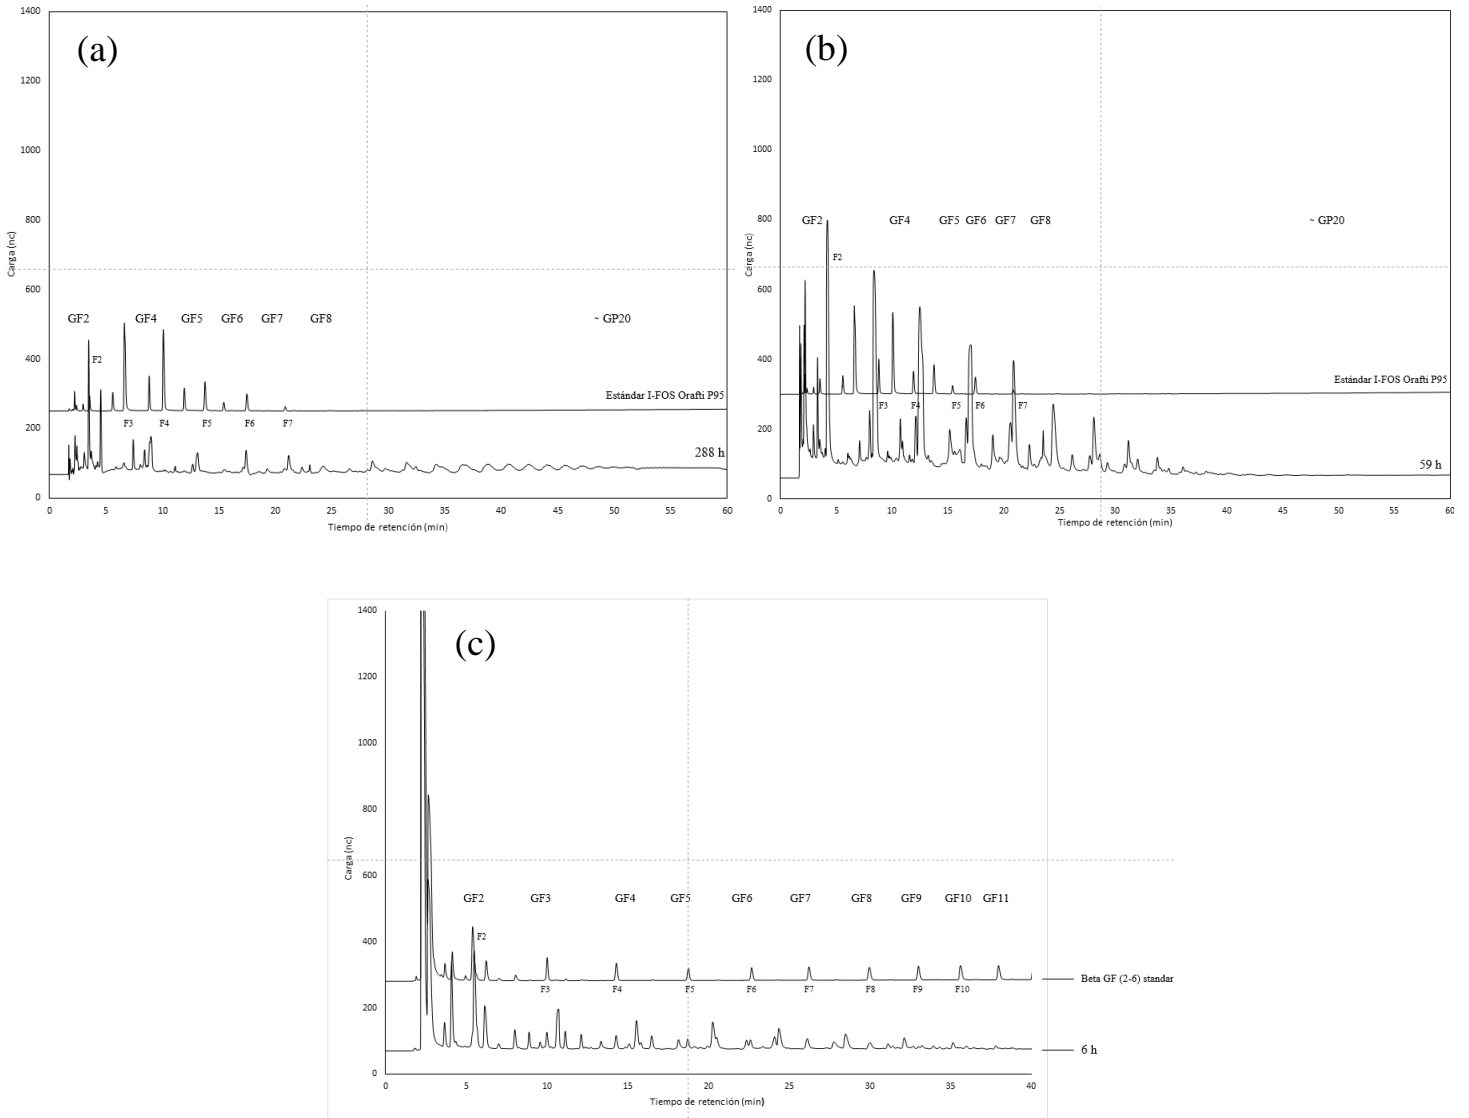 (a)
1400
1200
1000
800
600
400
200
0
Carga (nc)
GF2 GF4 GF5 GF6 GF7 GF8 ~ GP20
F2
Estándar I-FOS Orafti P95
F3 F4 F5 F6 F7
288 h
0 5 10 15 20 25 30 35 40 45 50 55 60
Tiempo de retención (min)
(b)
1400
1200
1000
800
600
400
200
0
Carga (nc)
GF2 GF4 GF5 GF6 GF7 GF8 ~ GP20
F2
Estándar I-FOS Orafti P95
F3 F4 F5 F6 F7
59 h
0 5 10 15 20 25 30 35 40 45 50 55 60
Tiempo de retención (min)
(c)
1400
1200
1000
800
600
400
200
0
Carga (nc)
GF2 GF3 GF4 GF5 GF6 GF7 GF8 GF9 GF10 GF11
F2
Beta GF (2-6) standar
F3 F4 F5 F6 F7 F8 F9 F10
6 h
0 5 10 15 20 25 30 35 40
Tiempo de retención (min)